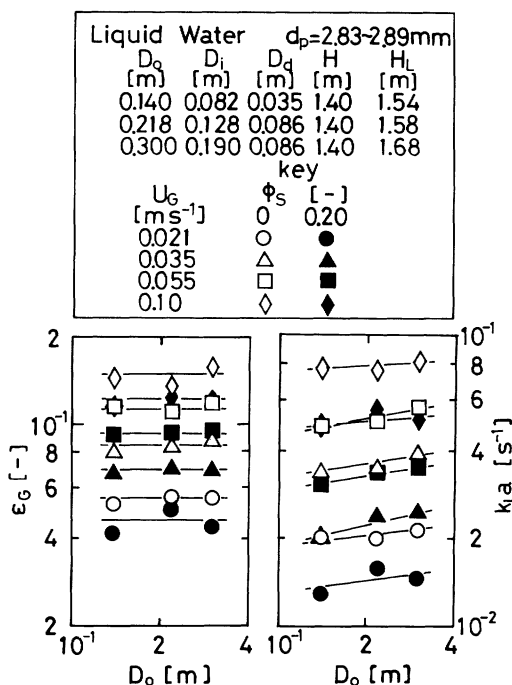 Liquid Water dp=2.83~2.89mm
Do Di Dd H HL
[m] [m] [m] [m] [m]
0.140 0.082 0.035 1.40 1.54
0.218 0.128 0.086 1.40 1.58
0.300 0.190 0.086 1.40 1.68
key
UG ϕS [-]
[ms⁻¹] 0 0.20
0.021 ○ ●
0.035 △ ▲
0.055 □ ■
0.10 ◇ ◆
2
10⁻¹
8
6
4
2
εG [-]
10⁻¹ 2 4
Do [m]
10⁻¹
8
6
4
2
10⁻²
kla [s⁻¹]
10⁻¹ 2 4
Do [m]